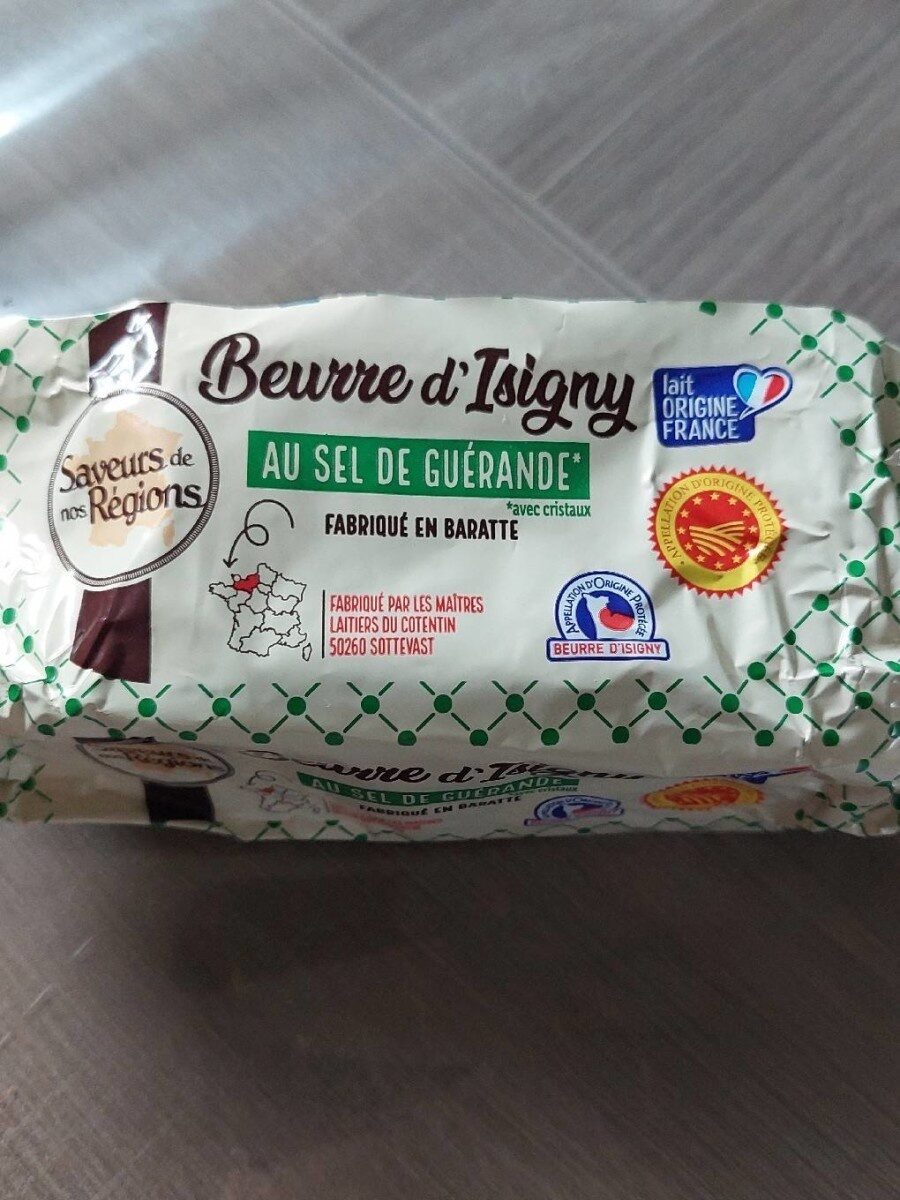 Beurre d'Isigny
lait
ORIGINE
FRANCE
Saveurs de
nos Régions
AU SEL DE GUÉRANDE*
*avec cristaux
FABRIQUÉ EN BARATTE
APPELLATION D'ORIGINE PROTÉGÉE
FABRIQUÉ PAR LES MAÎTRES
LAITIERS DU COTENTIN
50260 SOTTEVAST
APPELLATION D'ORIGINE PROTÉGÉE
BEURRE D'ISIGNY
Beurre d'Isigny
AU SEL DE GUÉRANDE
FABRIQUÉ EN BARATTE